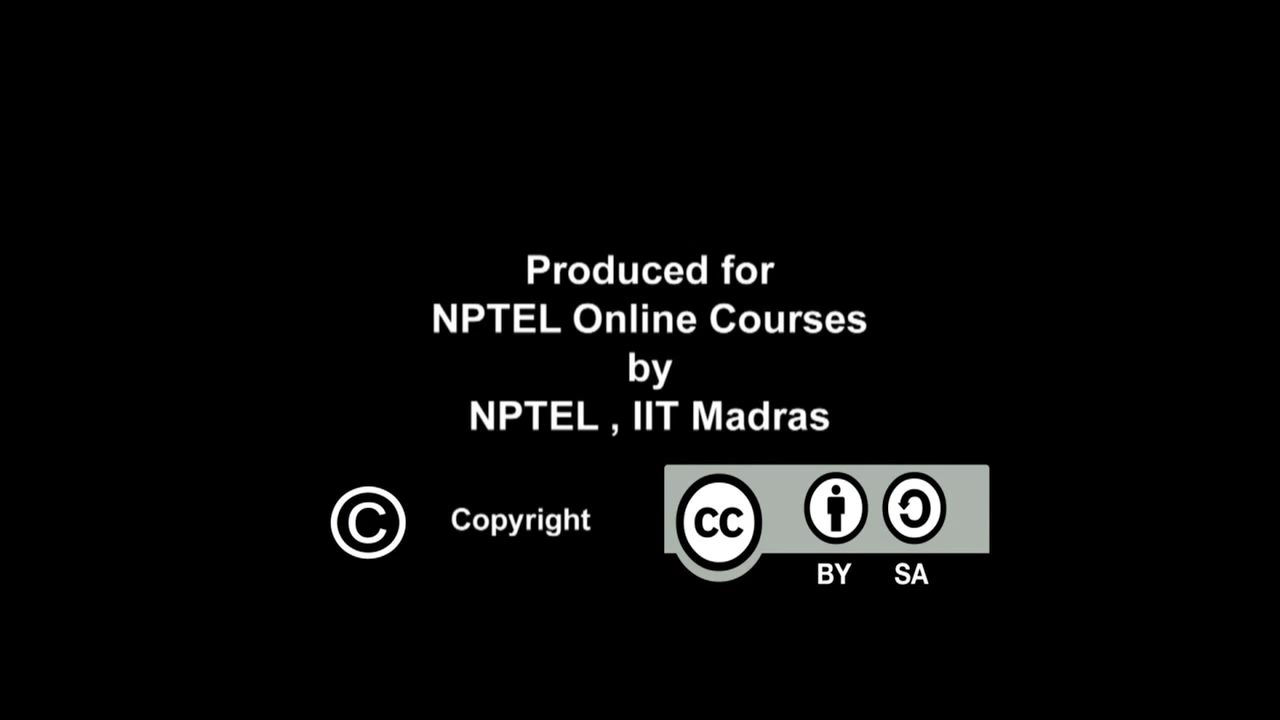 Produced for
NPTEL Online Courses
by
NPTEL , IIT Madras
© Copyright
cc
BY SA